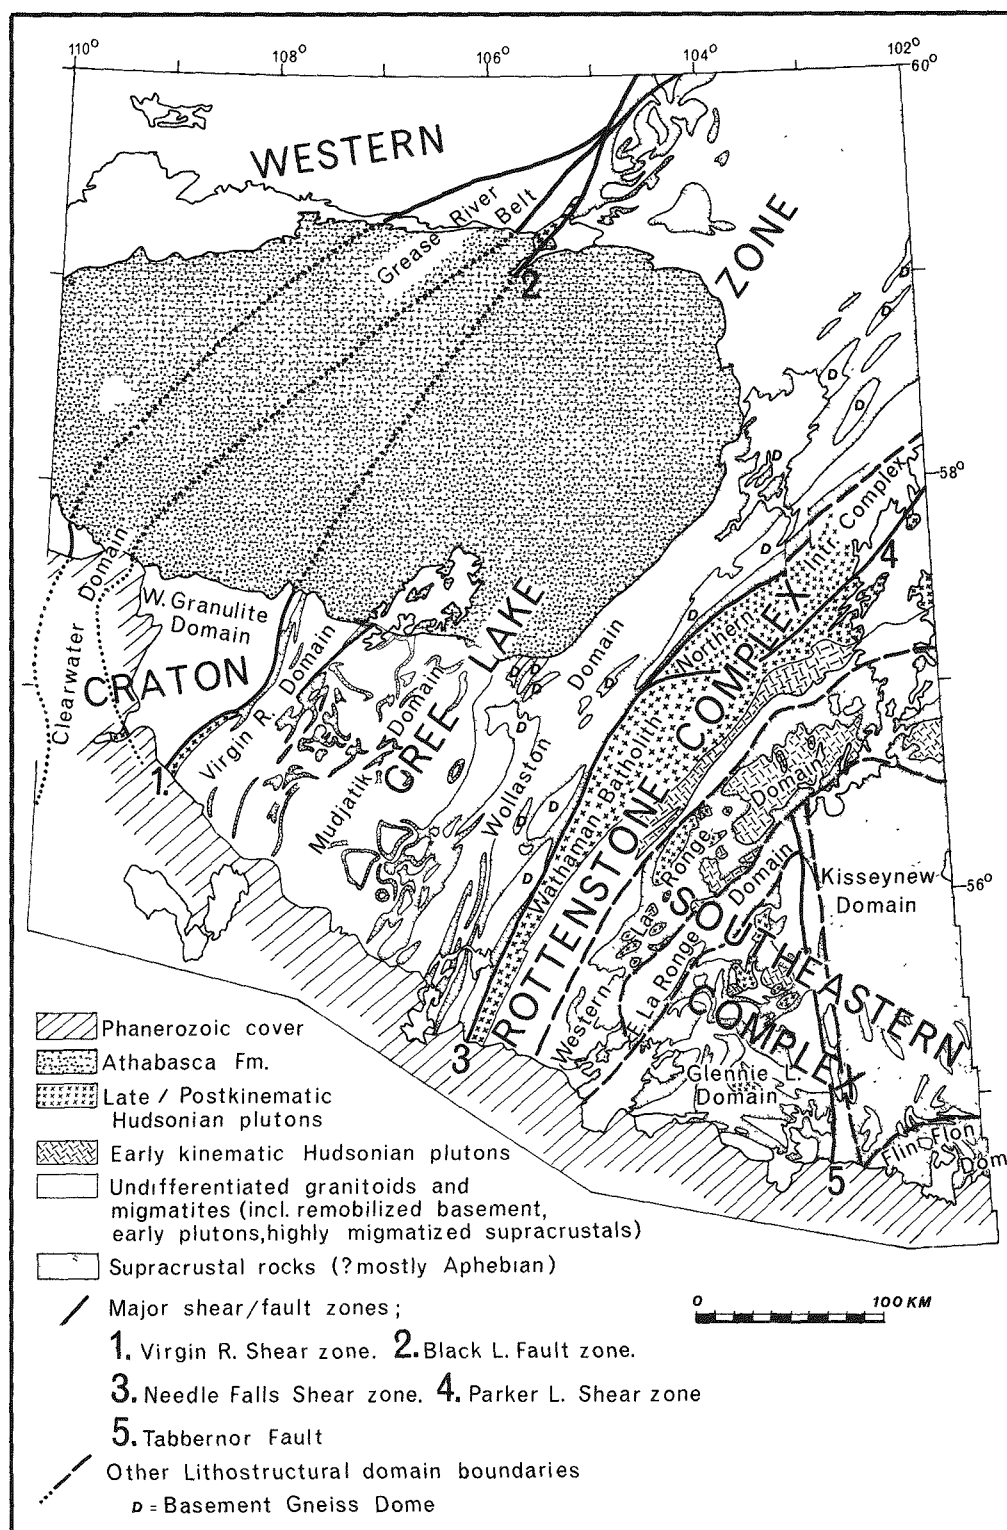 110° 108° 106° 104° 102°
60°
WESTERN
ZONE
Grease River
Belt
2
58°
Clearwater Domain
W. Granulite
Domain
CRATON
Virgin R. Domain
1.
Mudjatik Domain
CREE LAKE
Wollaston Domain
Northern Intr. Complex
4
Wathaman Batholith
ROTTENSTONE COMPLEX
3
Western La Ronge Domain
E. La Ronge Domain
SOUTHEASTERN
COMPLEX
Kisseynew
Domain
56°
Glennie L.
Domain
5
Flin Flon
Dom
D D D D D D D D D D D D D D D D
Phanerozoic cover
Athabasca Fm.
Late / Postkinematic
Hudsonian plutons
Early kinematic Hudsonian plutons
Undifferentiated granitoids and
migmatites (incl. remobilized basement,
early plutons, highly migmatized supracrustals)
Supracrustal rocks (? mostly Aphebian)
Major shear/fault zones;
1. Virgin R. Shear zone. 2. Black L. Fault zone.
3. Needle Falls Shear zone. 4. Parker L. Shear zone
5. Tabbernor Fault
Other Lithostructural domain boundaries
D = Basement Gneiss Dome
0 100 KM